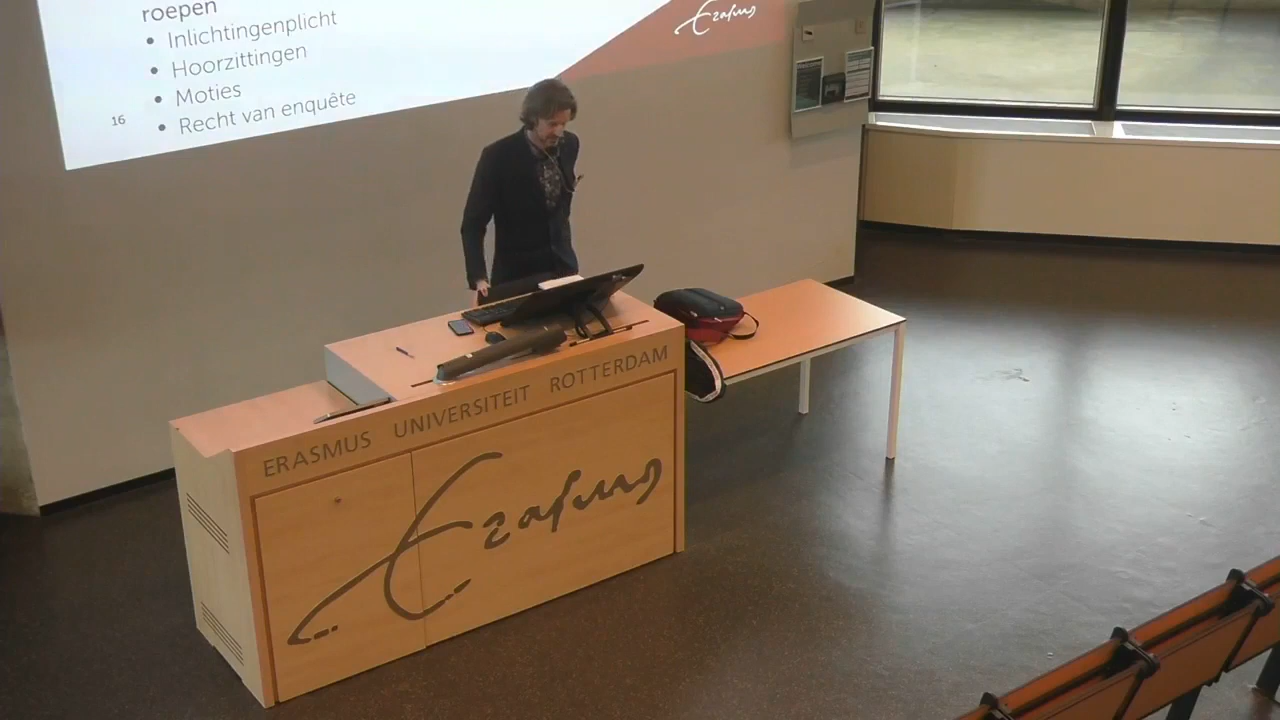 roepen
• Inlichtingenplicht
• Hoorzittingen
• Moties
• Recht van enquête
16
Erasmus
ERASMUS UNIVERSITEIT ROTTERDAM
Erasmus